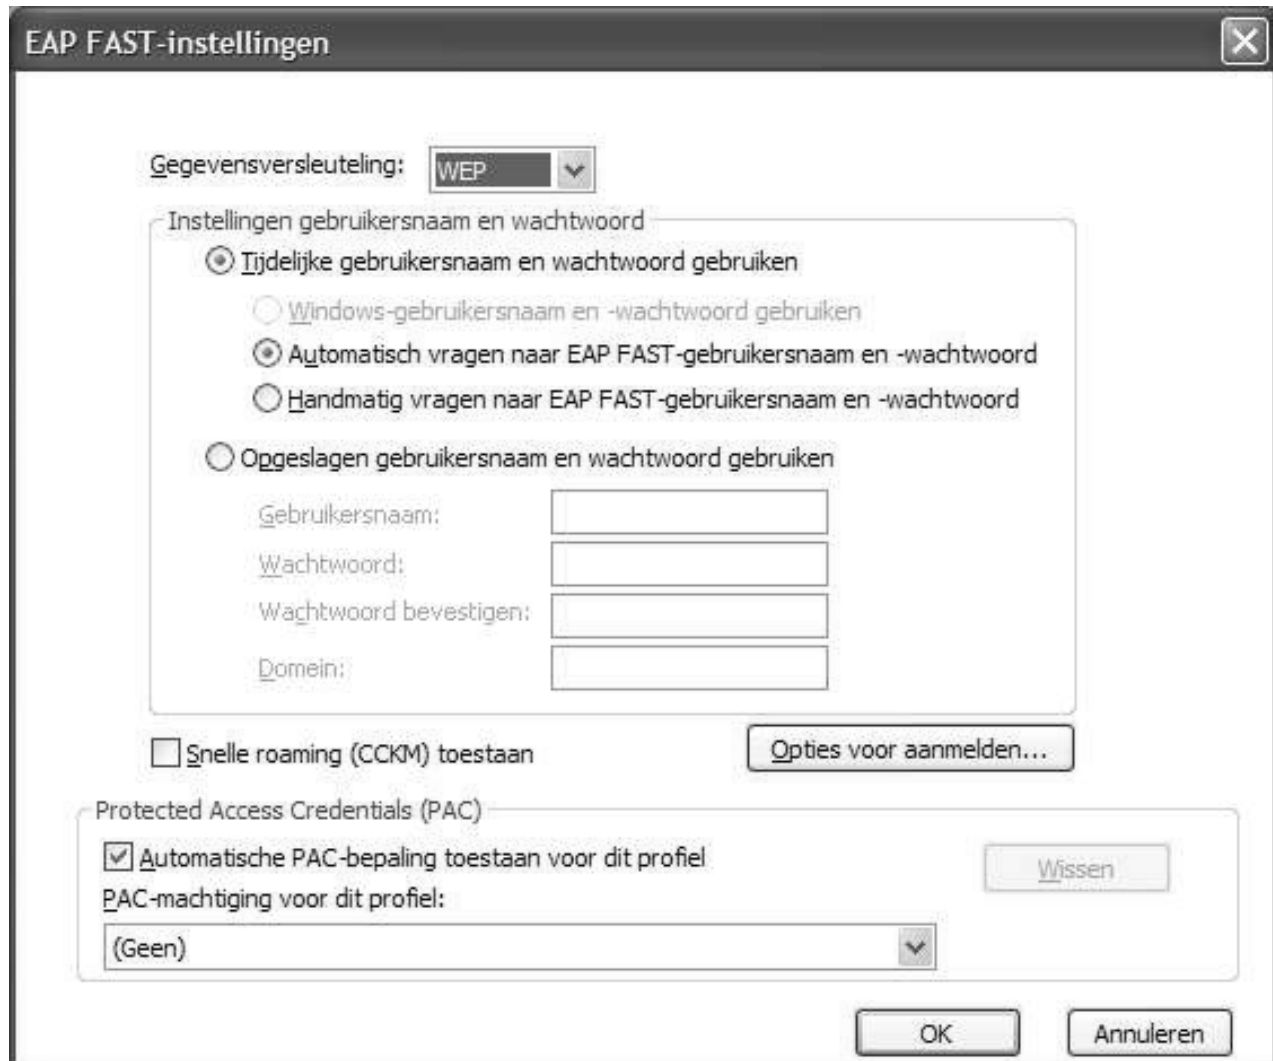 EAP FAST-instellingen
Gegevensversleuteling: WEP
Instellingen gebruikersnaam en wachtwoord
Tijdelijke gebruikersnaam en wachtwoord gebruiken
Windows-gebruikersnaam en -wachtwoord gebruiken
Automatisch vragen naar EAP FAST-gebruikersnaam en -wachtwoord
Handmatig vragen naar EAP FAST-gebruikersnaam en -wachtwoord
Opgeslagen gebruikersnaam en wachtwoord gebruiken
Gebruikersnaam:
Wachtwoord:
Wachtwoord bevestigen:
Domein:
Snelle roaming (CCKM) toestaan Opties voor aanmelden...
Protected Access Credentials (PAC)
Automatische PAC-bepaling toestaan voor dit profiel Wissen
PAC-machtiging voor dit profiel:
(Geen)
OK Annuleren